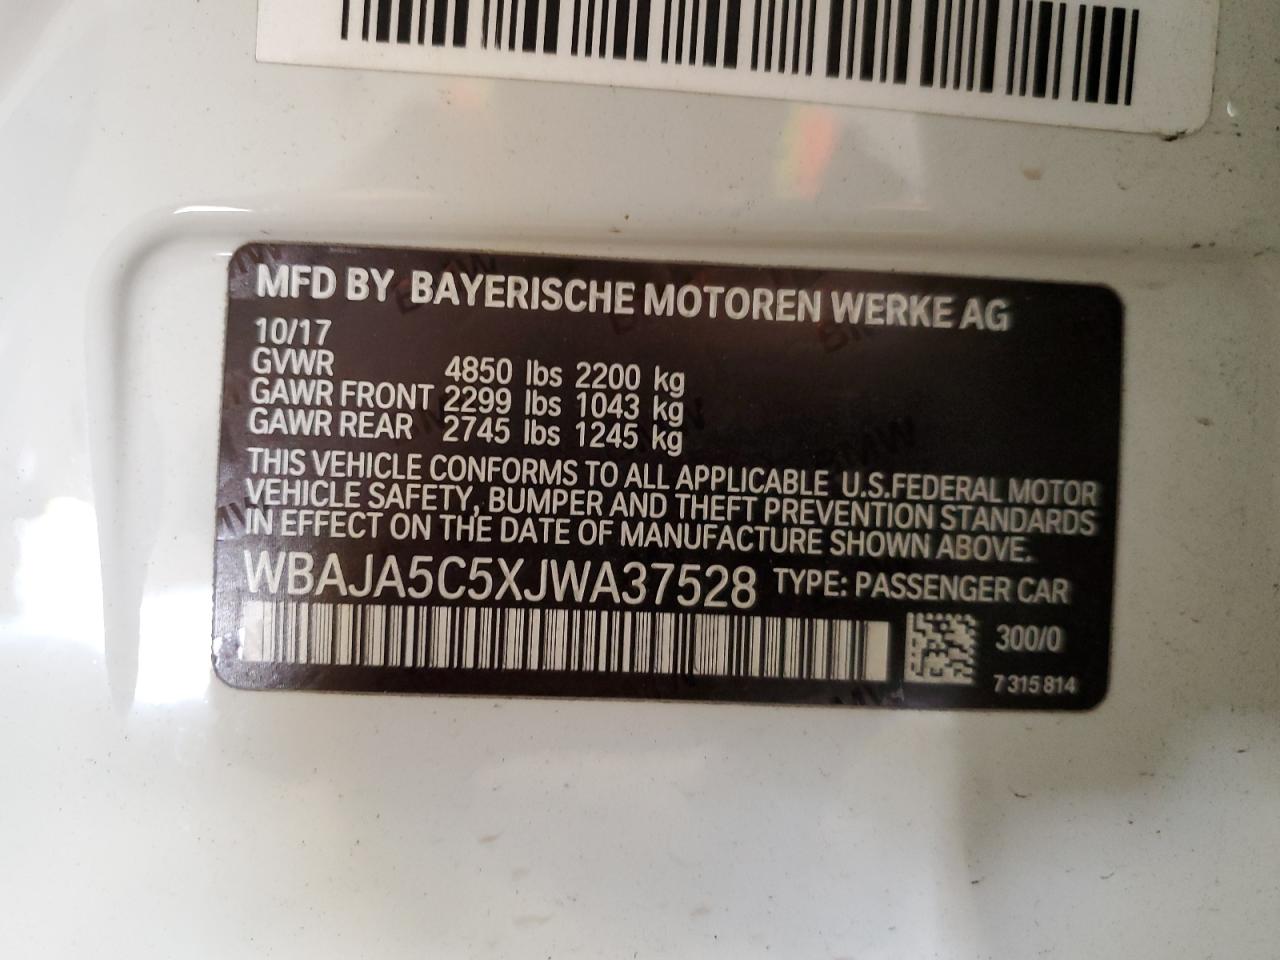 MFD BY BAYERISCHE MOTOREN WERKE AG
10/17
GVWR 4850 lbs 2200 kg
GAWR FRONT 2299 lbs 1043 kg
GAWR REAR 2745 lbs 1245 kg
THIS VEHICLE CONFORMS TO ALL APPLICABLE U.S.FEDERAL MOTOR
VEHICLE SAFETY, BUMPER AND THEFT PREVENTION STANDARDS
IN EFFECT ON THE DATE OF MANUFACTURE SHOWN ABOVE.
WBAJA5C5XJWA37528 TYPE: PASSENGER CAR
300/0
7 315 814